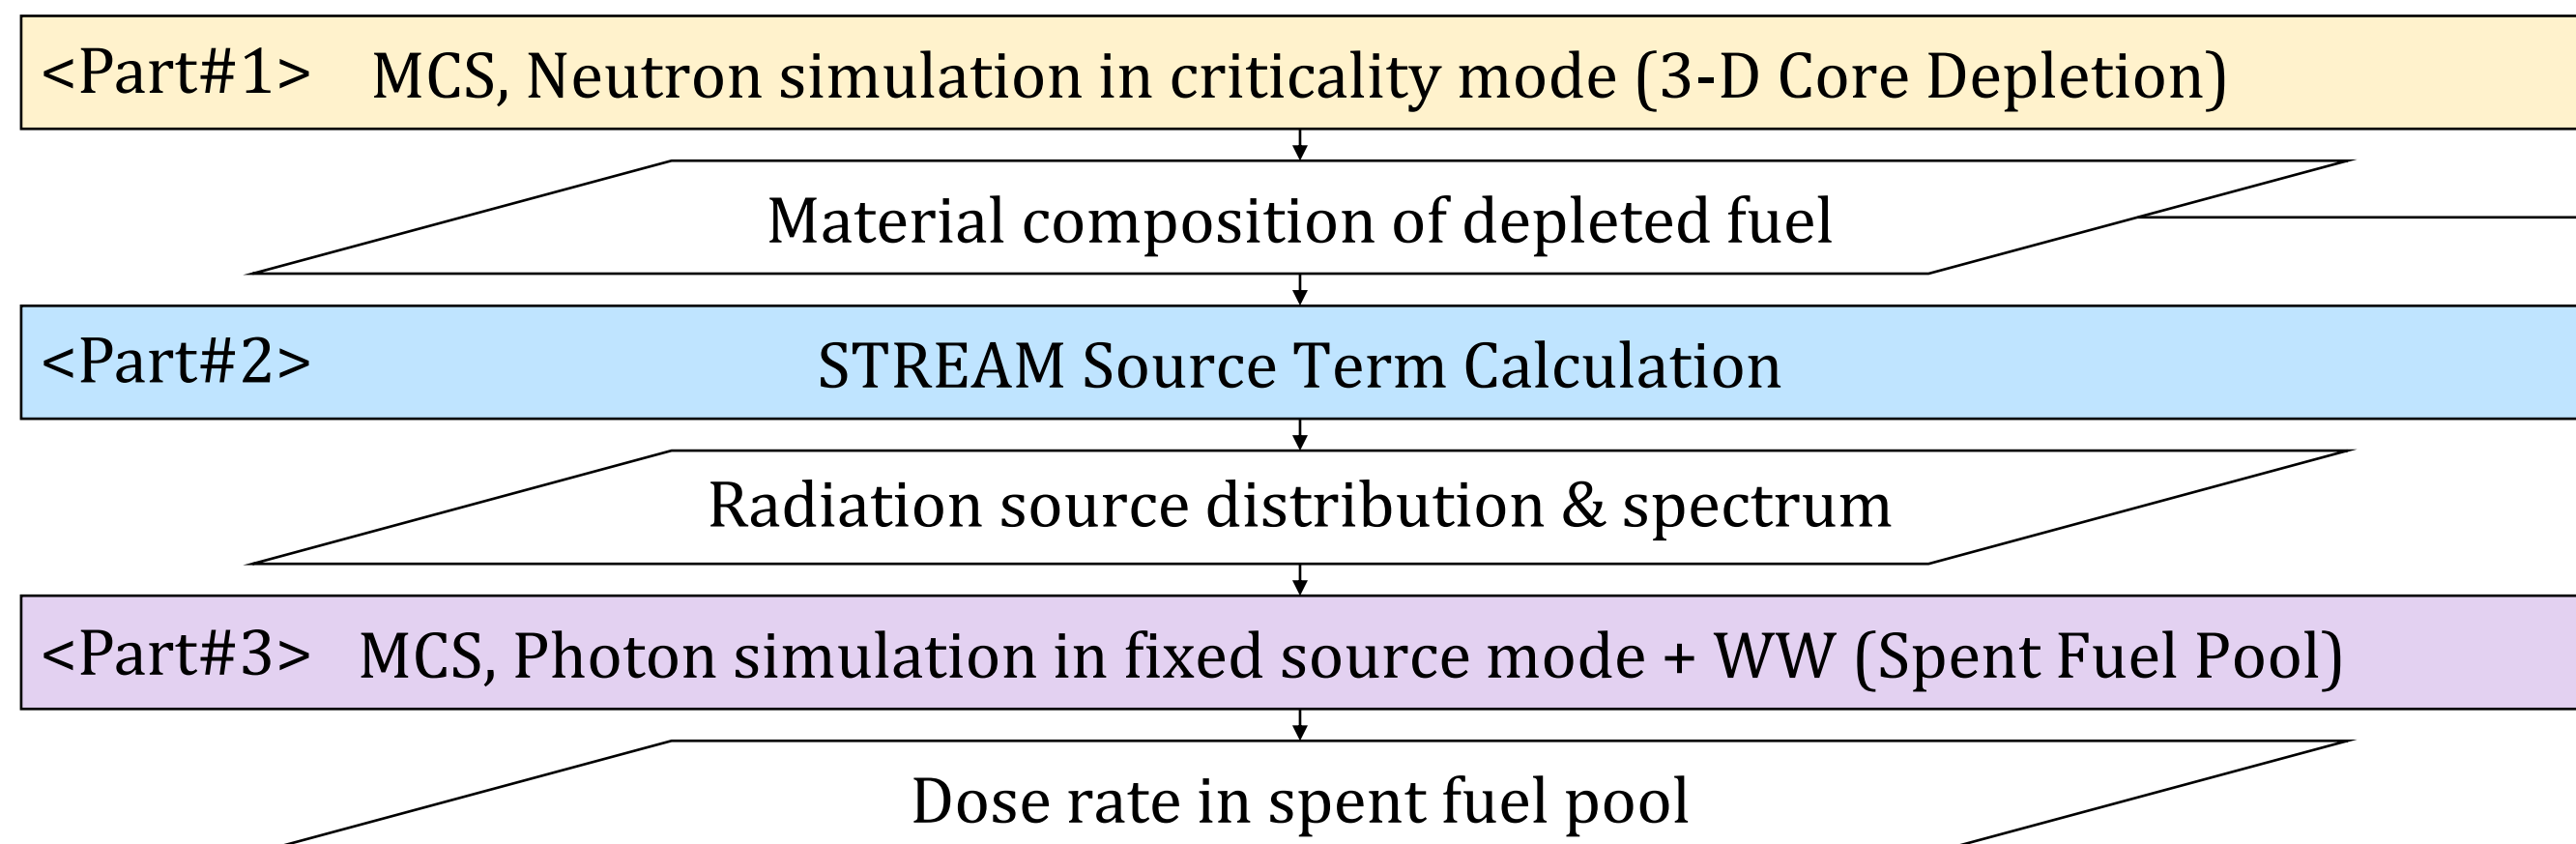 <Part#1> MCS, Neutron simulation in criticality mode (3-D Core Depletion)
Material composition of depleted fuel
<Part#2> STREAM Source Term Calculation
Radiation source distribution & spectrum
<Part#3> MCS, Photon simulation in fixed source mode + WW (Spent Fuel Pool)
Dose rate in spent fuel pool